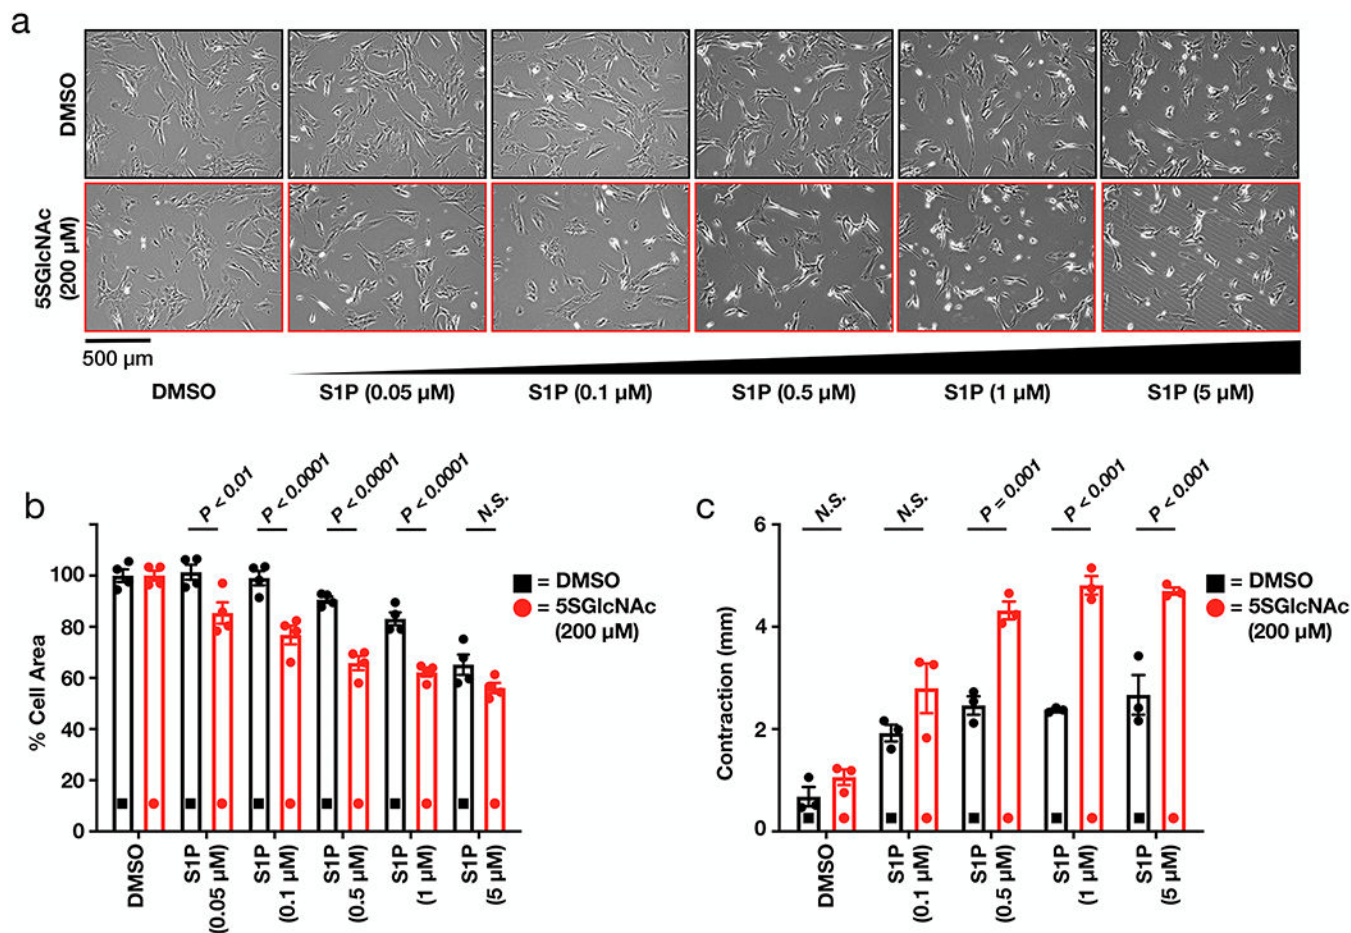 a
DMSO
5SGlcNAc
(200 µM)
500 µm
DMSO
S1P (0.05 µM)
S1P (0.1 µM)
S1P (0.5 µM)
S1P (1 µM)
S1P (5 µM)
b
P < 0.01
P < 0.0001
P < 0.0001
P < 0.0001
N.S.
% Cell Area
100
80
60
40
20
0
= DMSO
= 5SGlcNAc
(200 µM)
DMSO
S1P
(0.05 µM)
S1P
(0.1 µM)
S1P
(0.5 µM)
S1P
(1 µM)
S1P
(5 µM)
c
N.S.
N.S.
P = 0.001
P < 0.001
P < 0.001
Contraction (mm)
6
4
2
0
= DMSO
= 5SGlcNAc
(200 µM)
DMSO
S1P
(0.1 µM)
S1P
(0.5 µM)
S1P
(1 µM)
S1P
(5 µM)